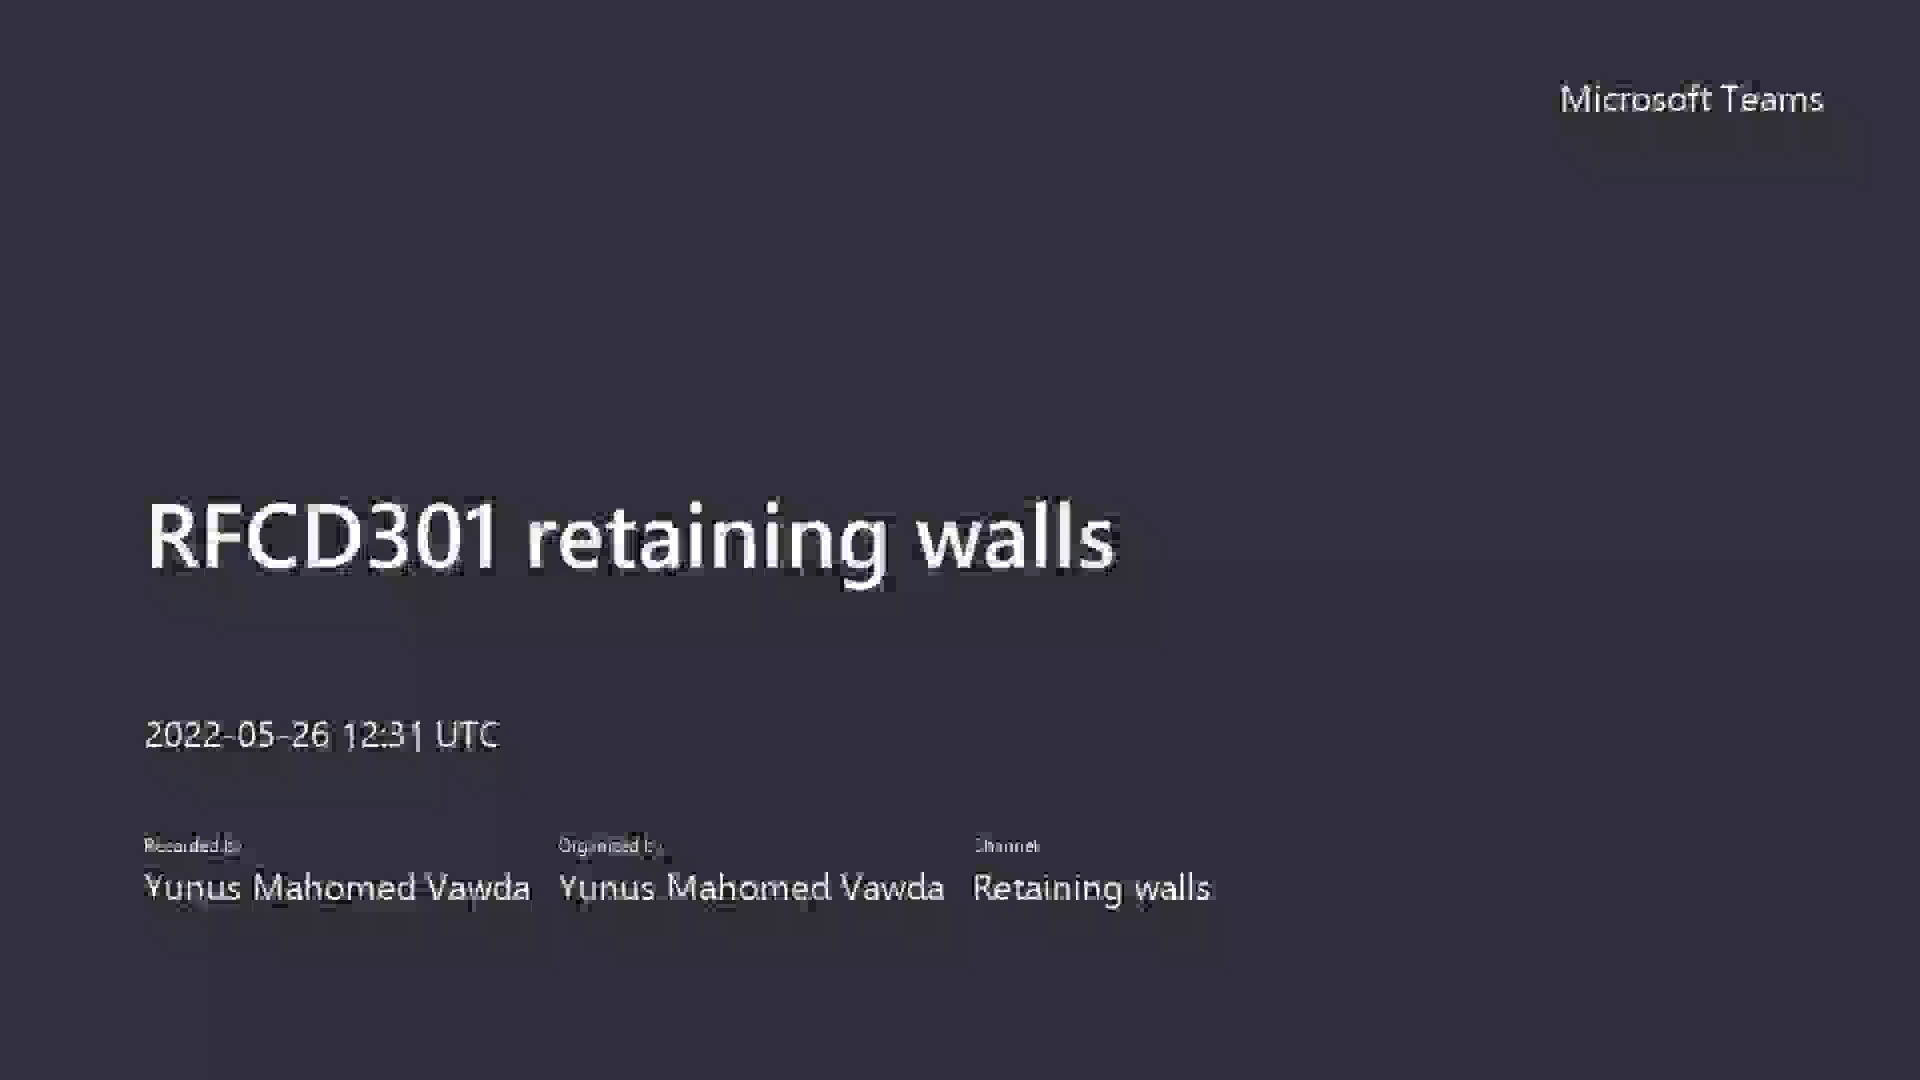 Microsoft Teams
RFCD301 retaining walls
2022-05-26 12:31 UTC
Recorded by Organized by Channel
Yunus Mahomed Vawda Yunus Mahomed Vawda Retaining walls